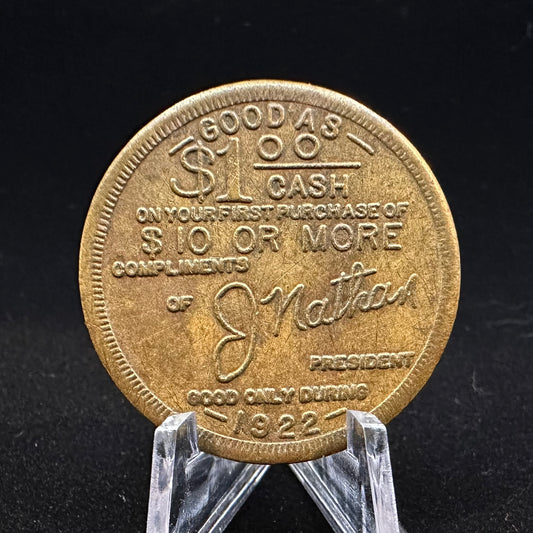 GOOD AS
$1.00
CASH
ON YOUR FIRST PURCHASE OF
$10 OR MORE
COMPLIMENTS
OF J Nathan
PRESIDENT
GOOD ONLY DURING
1922